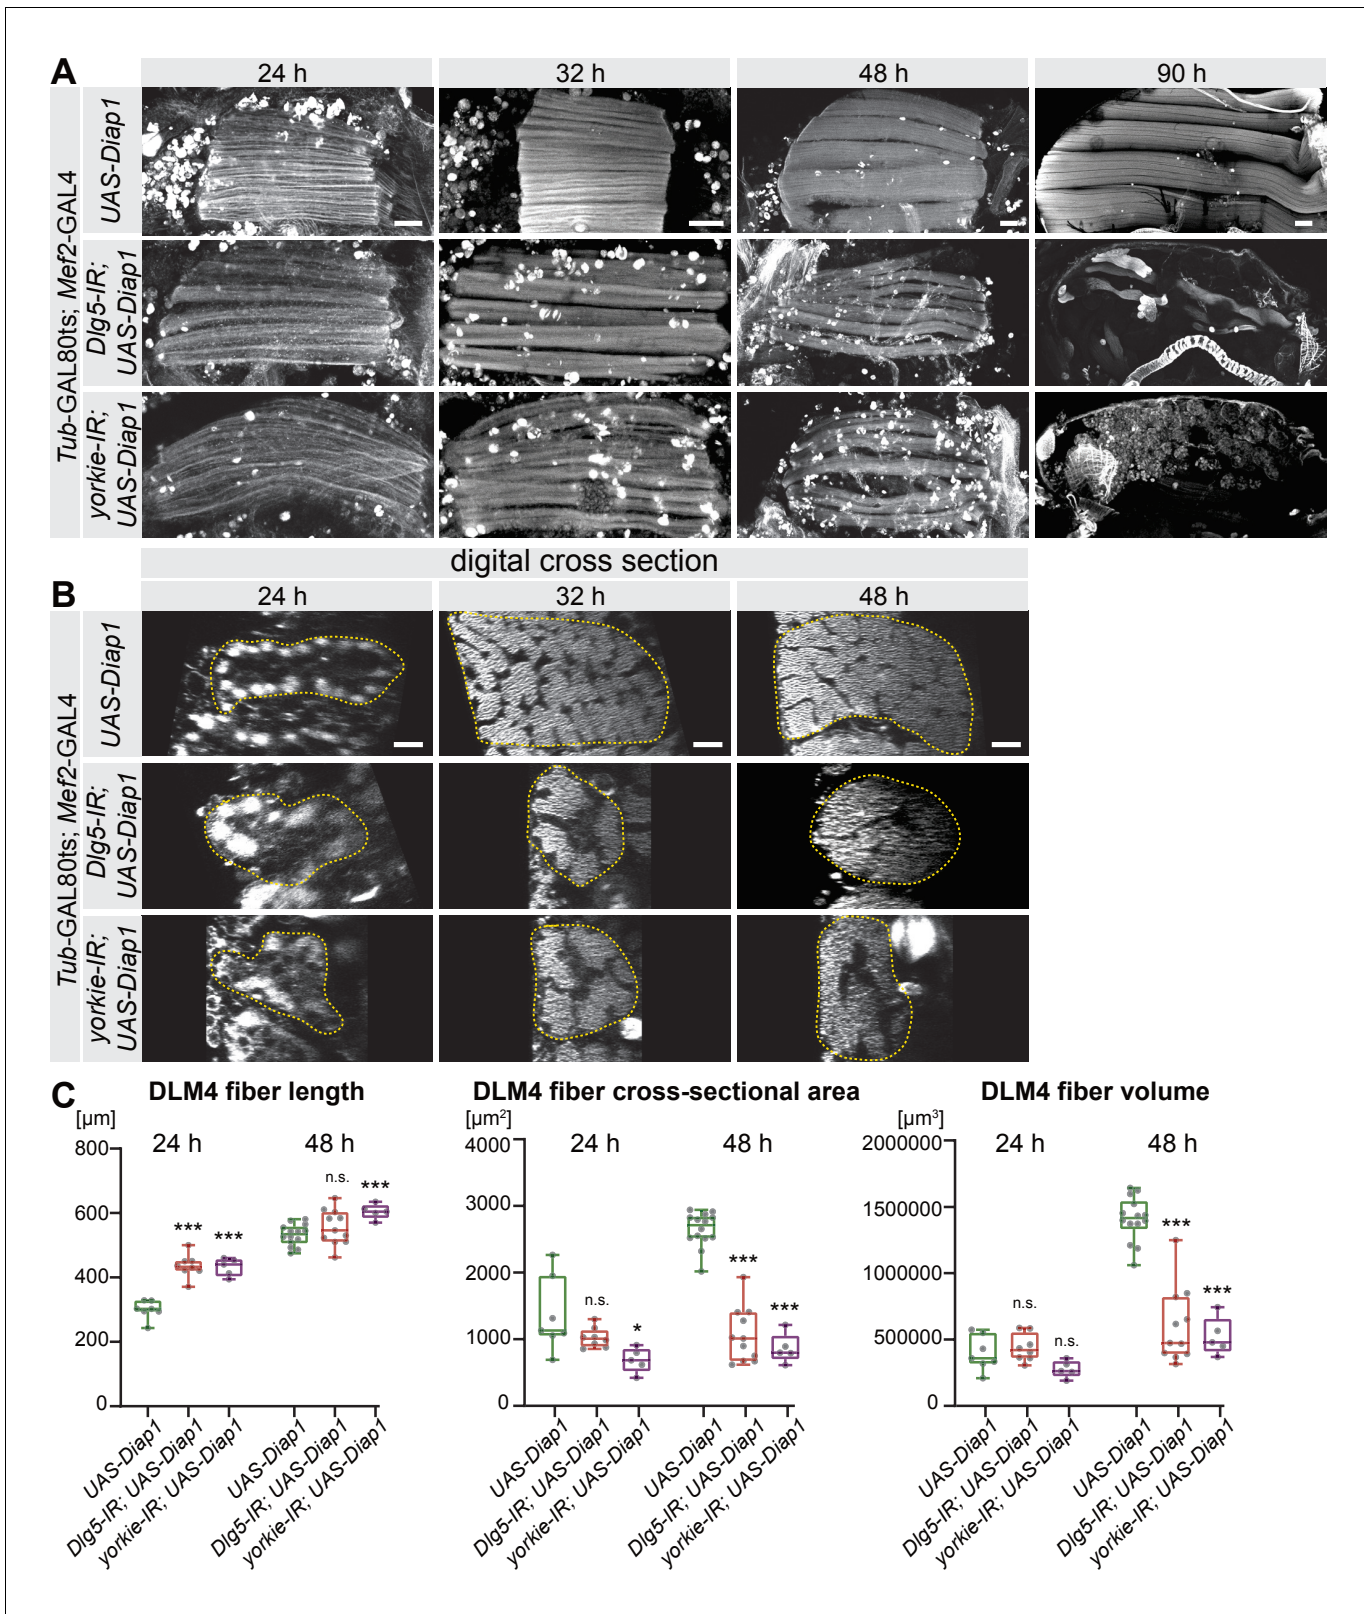 A
24 h 32 h 48 h 90 h
Tub-GAL80ts; Mef2-GAL4
UAS-Diap1
Dlg5-IR;
UAS-Diap1
yorkie-IR;
UAS-Diap1
digital cross section
B
24 h 32 h 48 h
Tub-GAL80ts; Mef2-GAL4
UAS-Diap1
Dlg5-IR;
UAS-Diap1
yorkie-IR;
UAS-Diap1
C
DLM4 fiber length
[µm]
24 h 48 h
800
600
400
200
0
*** *** n.s. ***
UAS-Diap1
Dlg5-IR; UAS-Diap1
yorkie-IR; UAS-Diap1
UAS-Diap1
Dlg5-IR; UAS-Diap1
yorkie-IR; UAS-Diap1
DLM4 fiber cross-sectional area
[µm²]
24 h 48 h
4000
3000
2000
1000
0
n.s. * *** ***
UAS-Diap1
Dlg5-IR; UAS-Diap1
yorkie-IR; UAS-Diap1
UAS-Diap1
Dlg5-IR; UAS-Diap1
yorkie-IR; UAS-Diap1
DLM4 fiber volume
[µm³]
24 h 48 h
2000000
1500000
1000000
500000
0
n.s. n.s. *** ***
UAS-Diap1
Dlg5-IR; UAS-Diap1
yorkie-IR; UAS-Diap1
UAS-Diap1
Dlg5-IR; UAS-Diap1
yorkie-IR; UAS-Diap1